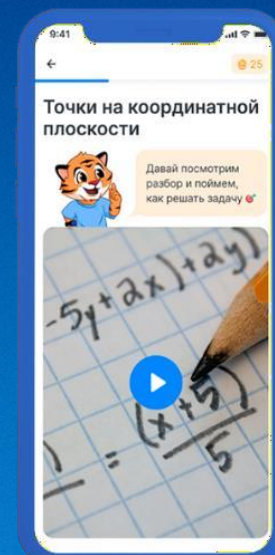 9:41
25
Точки на координатной
плоскости
Давай посмотрим
разбор и поймем,
как решать задачу
-5y+2x)+2y)
= (x+5)
5